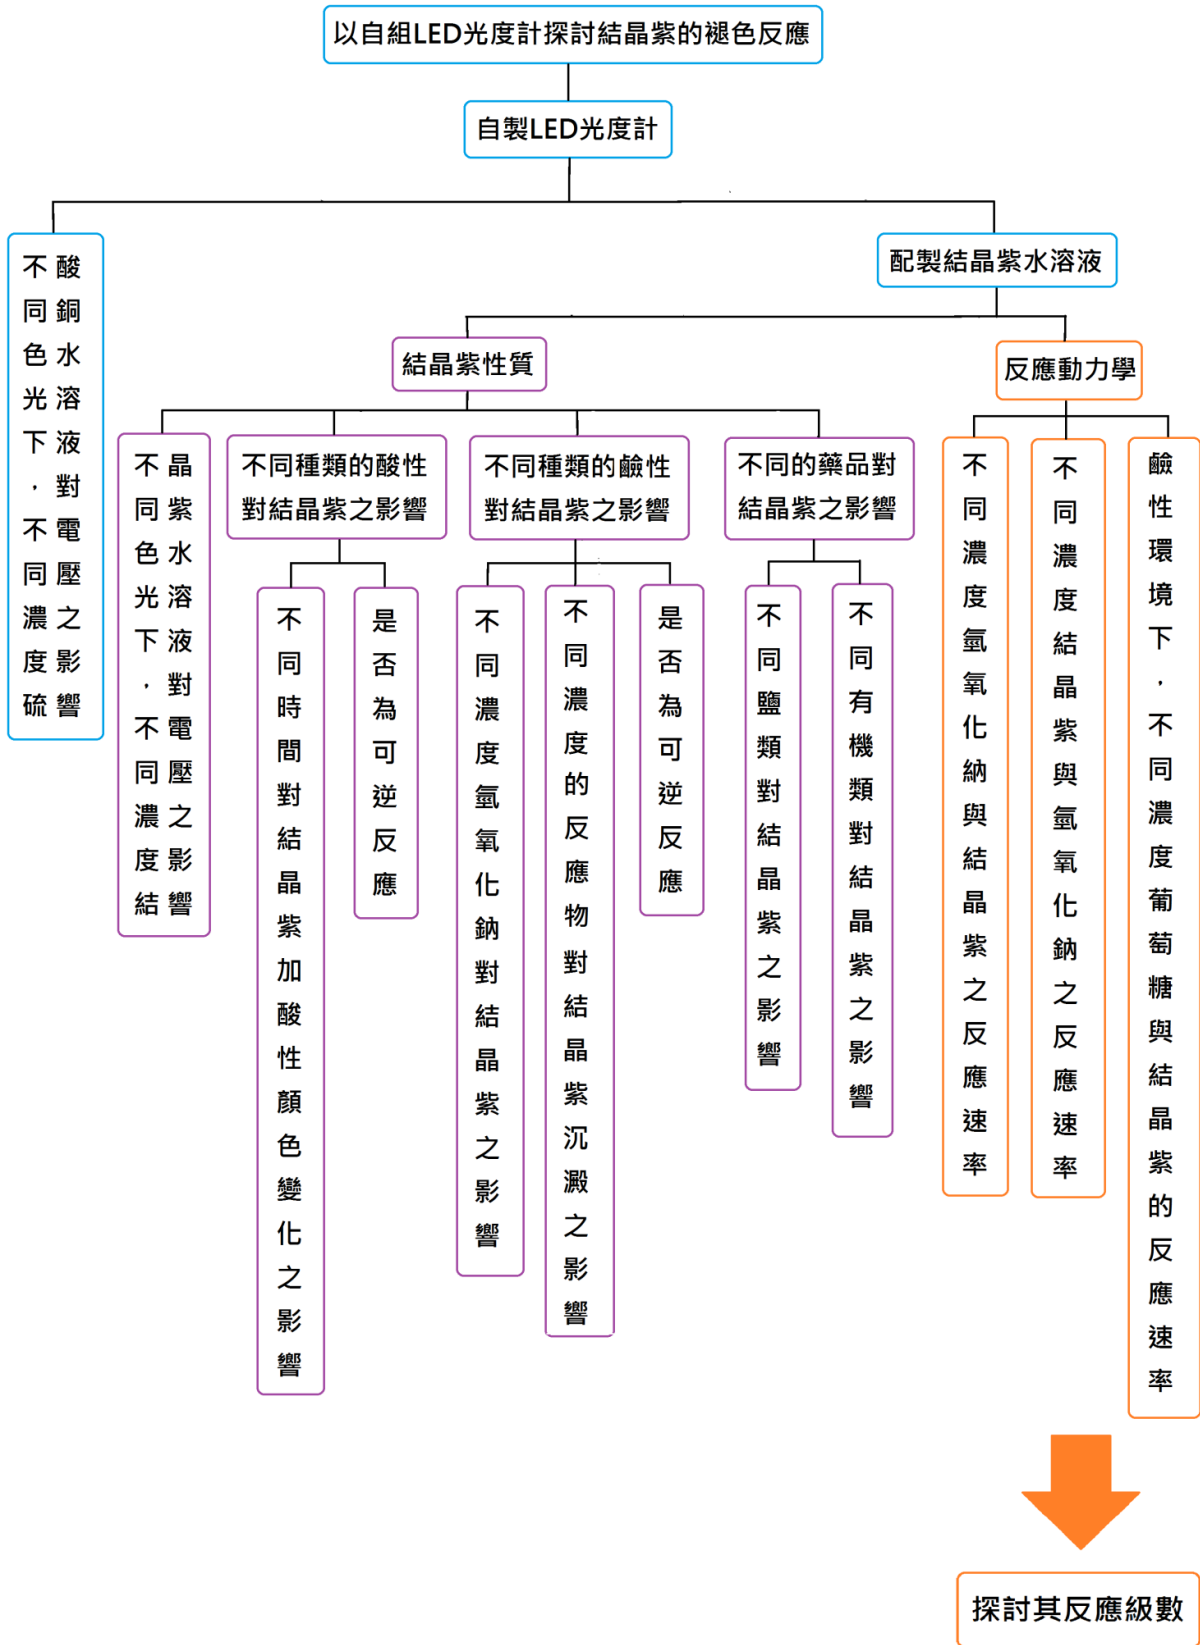 以自組LED光度計探討結晶紫的褪色反應
自製LED光度計
不同色光下，不同濃度硫
酸銅水溶液對電壓之影響
配製結晶紫水溶液
結晶紫性質
反應動力學
不同色光下，不同濃度結
晶紫水溶液對電壓之影響
不同種類的酸性
對結晶紫之影響
不同種類的鹼性
對結晶紫之影響
不同的藥品對
結晶紫之影響
不同時間對結晶紫加酸性顏色變化之影響
是否為可逆反應
不同濃度氫氧化鈉對結晶紫之影響
不同濃度的反應物對結晶紫沉澱之影響
是否為可逆反應
不同鹽類對結晶紫之影響
不同有機類對結晶紫之影響
不同濃度氫氧化納與結晶紫之反應速率
不同濃度結晶紫與氫氧化鈉之反應速率
鹼性環境下，不同濃度葡萄糖與結晶紫的反應速率
探討其反應級數